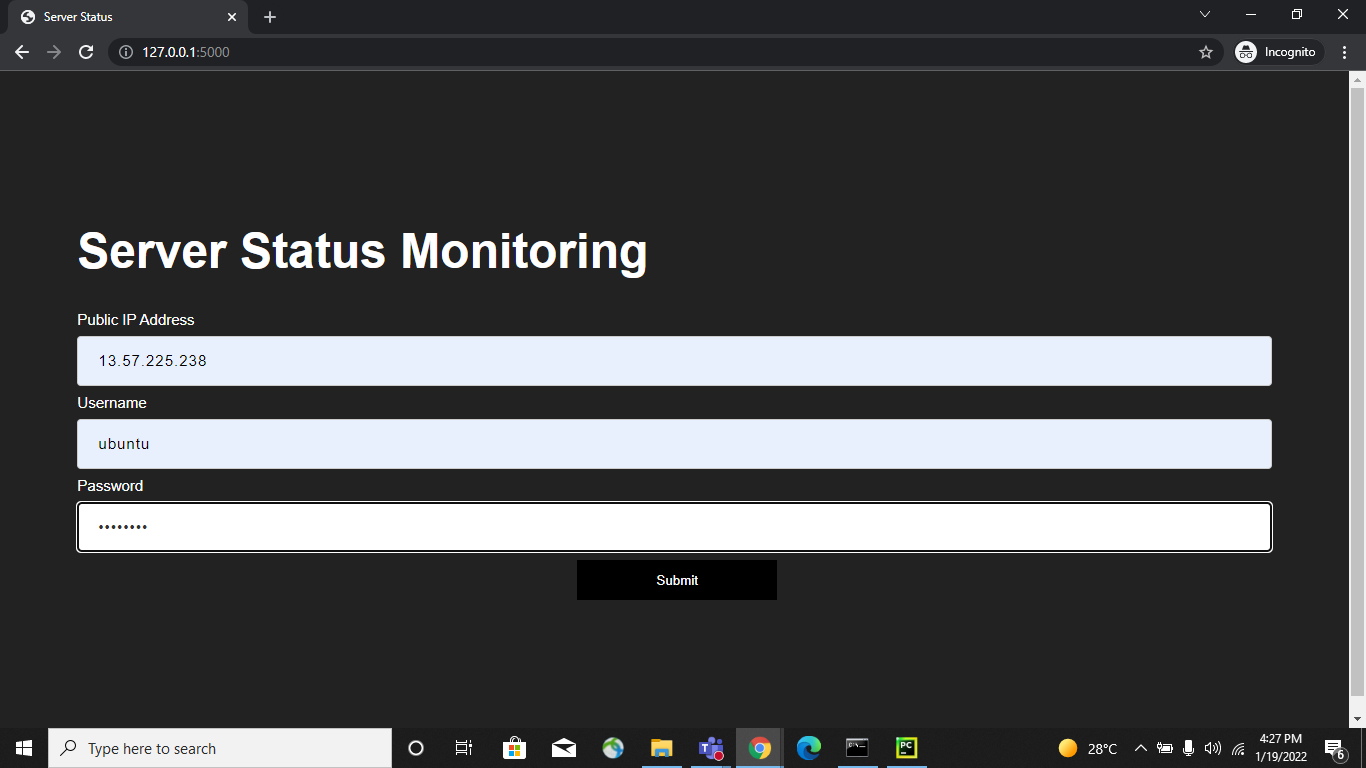 Server Status
127.0.0.1:5000
Incognito
Server Status Monitoring
Public IP Address
13.57.225.238
Username
ubuntu
Password
••••••••
Submit
Type here to search
PC
28°C
4:27 PM
1/19/2022
6